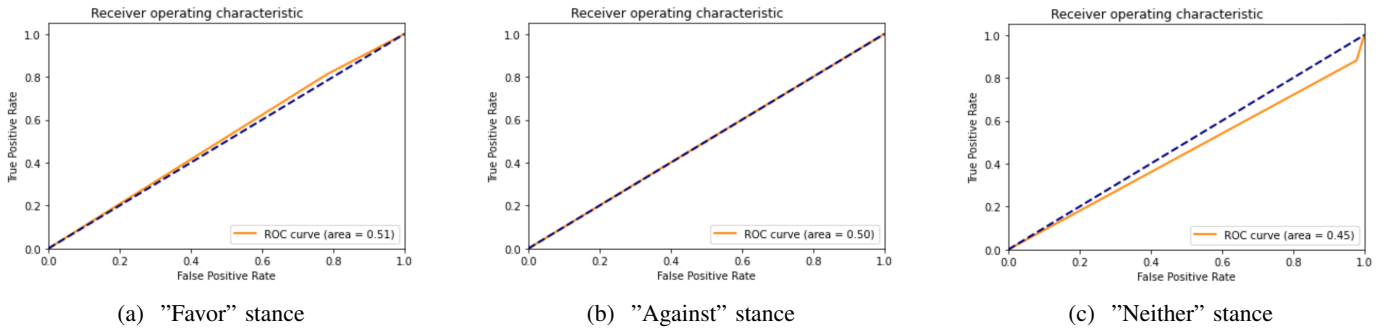 Receiver operating characteristic
1.0
0.8
0.6
0.4
0.2
0.0
True Positive Rate
ROC curve (area = 0.51)
0.0 0.2 0.4 0.6 0.8 1.0
False Positive Rate
(a) ”Favor” stance
Receiver operating characteristic
1.0
0.8
0.6
0.4
0.2
0.0
True Positive Rate
ROC curve (area = 0.50)
0.0 0.2 0.4 0.6 0.8 1.0
False Positive Rate
(b) ”Against” stance
Receiver operating characteristic
1.0
0.8
0.6
0.4
0.2
0.0
True Positive Rate
ROC curve (area = 0.45)
0.0 0.2 0.4 0.6 0.8 1.0
False Positive Rate
(c) ”Neither” stance